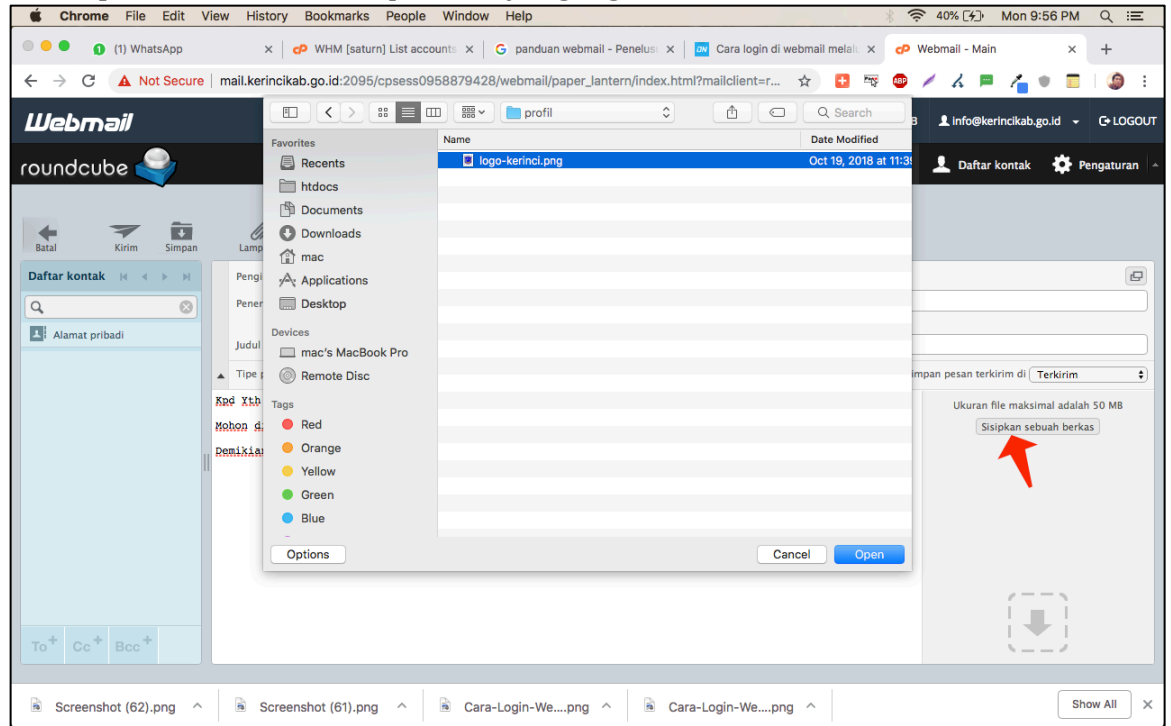 Chrome File Edit View History Bookmarks People Window Help 40% Mon 9:56 PM
(1) WhatsApp WHM [saturn] List accounts panduan webmail - Penelus Cara login di webmail melalu Webmail - Main
Not Secure mail.kerincikab.go.id:2095/cpsess0958879428/webmail/paper_lantern/index.html?mailclient=r...
Webmail info@kerincikab.go.id LOGOUT
profil Search
roundcube Daftar kontak Pengaturan
Favorites Name Date Modified
Recents logo-kerinci.png Oct 19, 2018 at 11:39
htdocs
Documents
Downloads
mac
Applications
Desktop
Devices
mac's MacBook Pro
Remote Disc
Tags
Red
Orange
Yellow
Green
Blue
Options Cancel Open
Batal Kirim Simpan Lamp
Daftar kontak
Alamat pribadi
Pengi
Pener
Judul
Tipe p impan pesan terkirim di Terkirim
Kpd Yth
Mohon d
Demikian
Ukuran file maksimal adalah 50 MB
Sisipkan sebuah berkas
To+ Cc+ Bcc+
Screenshot (62).png Screenshot (61).png Cara-Login-We....png Cara-Login-We....png Show All